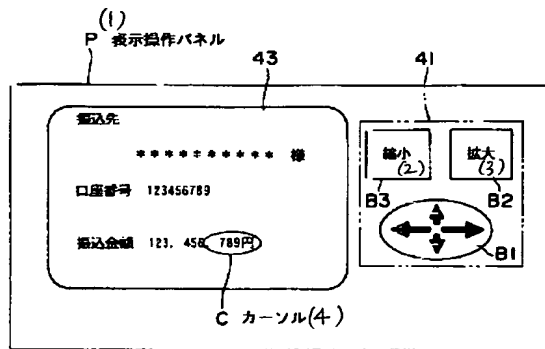 (1)
P 表示操作パネル
43
41
振込先
* * * * * * * * * * 様
縮小
(2)
拡大
(3)
口座番号 123456789
B3
B2
振込金額 123, 456, 789円
B1
C カーソル(4)